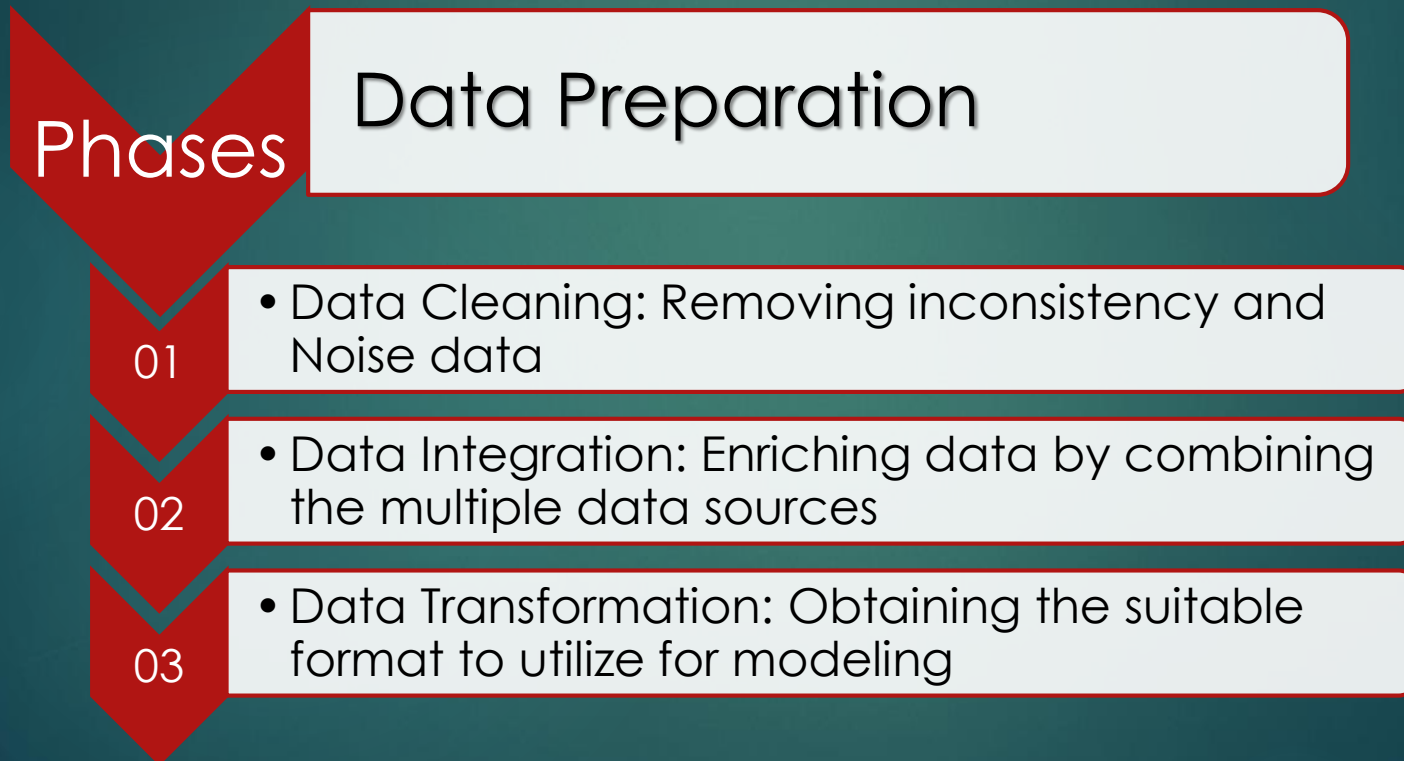 Phases
Data Preparation
01
• Data Cleaning: Removing inconsistency and
Noise data
02
• Data Integration: Enriching data by combining
the multiple data sources
03
• Data Transformation: Obtaining the suitable
format to utilize for modeling